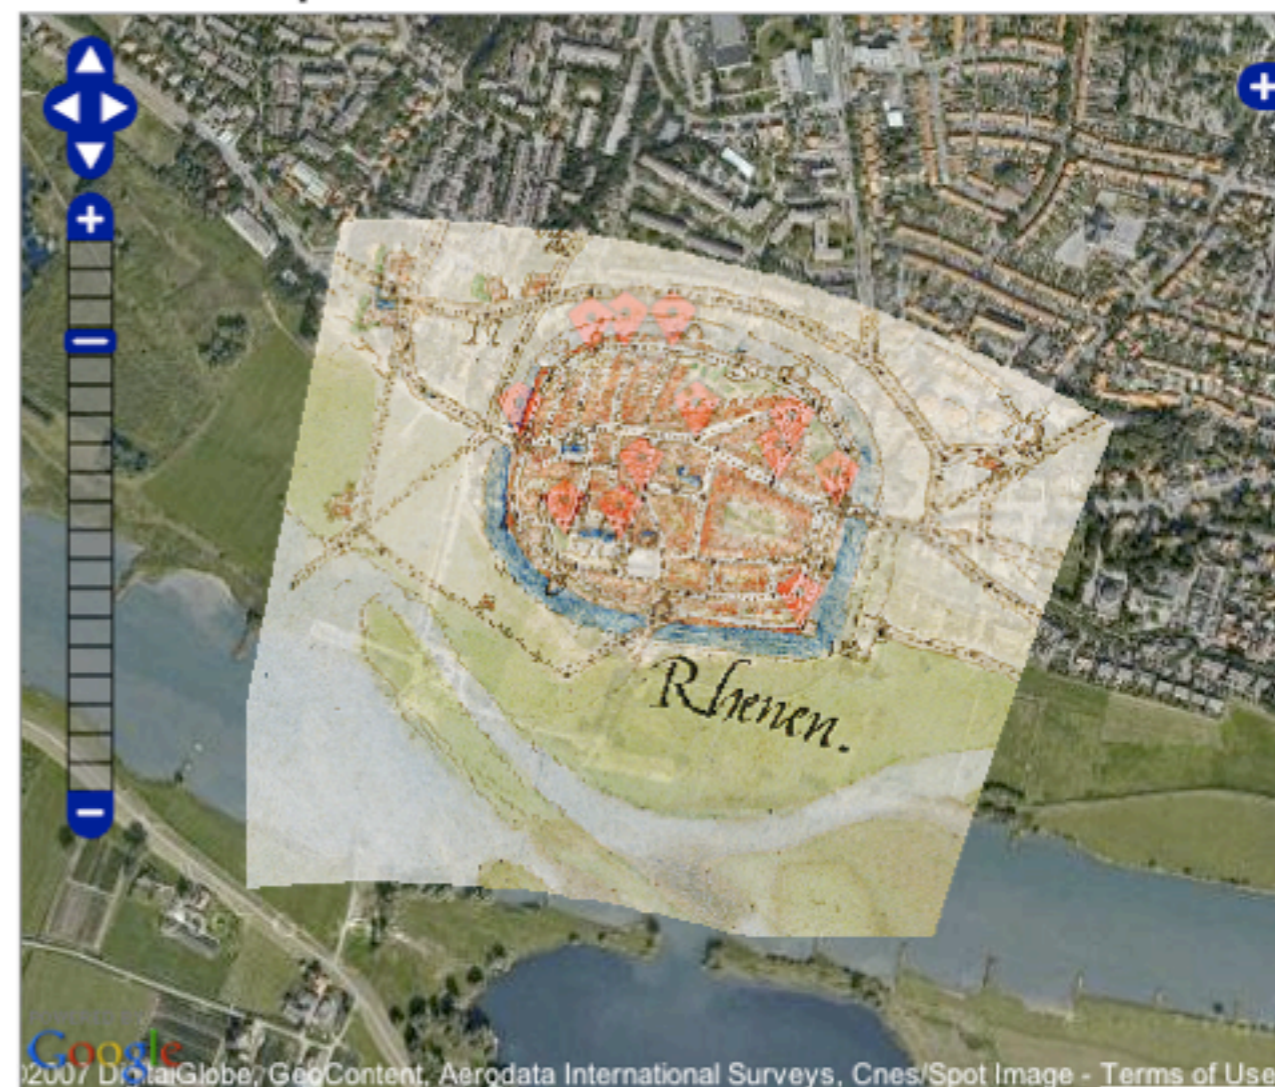 Rhenen.
Google
2007 DigitalGlobe, GeoContent, Aerodata International Surveys, Cnes/Spot Image - Terms of Use